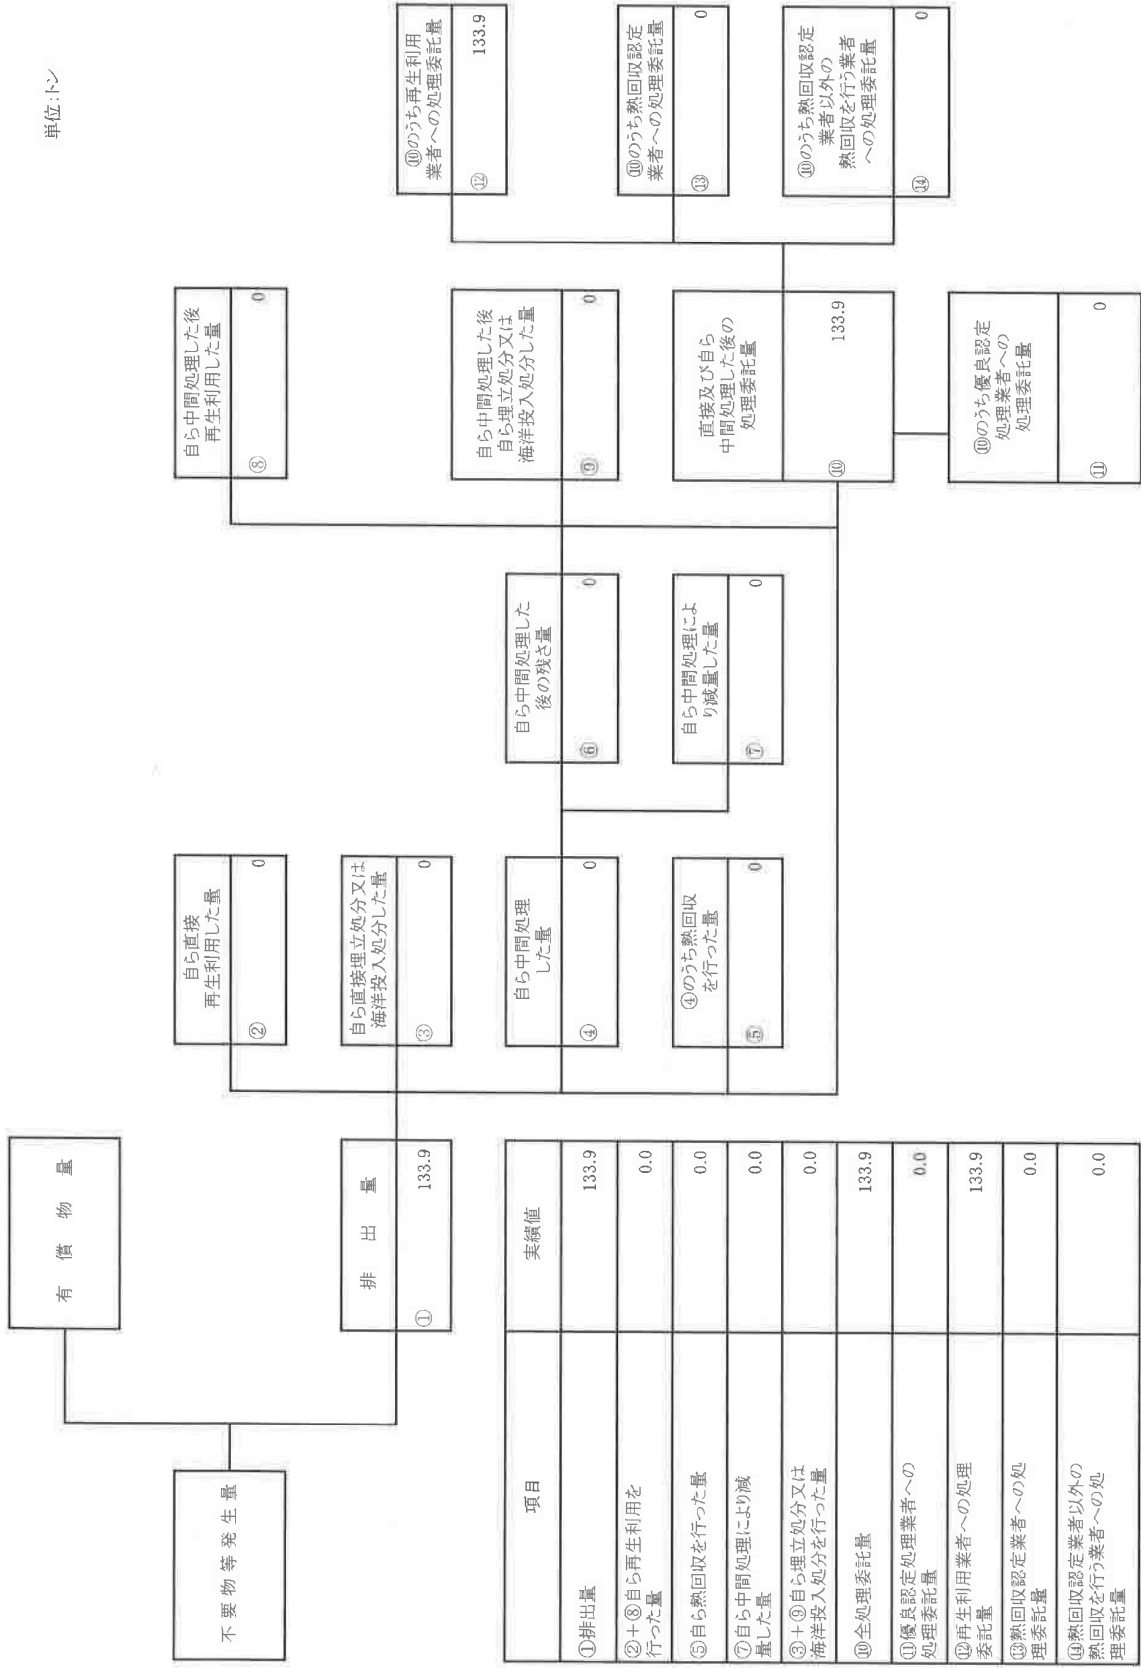 単位:トン
不要物等発生量
有償物量
排出量
① 133.9
自ら直接
再生利用した量
② 0
自ら直接埋立処分又は
海洋投入処分した量
③ 0
自ら中間処理
した量
④ 0
④のうち熱回収
を行った量
⑤ 0
自ら中間処理した
後の残さ量
⑥ 0
自ら中間処理によ
り減量した量
⑦ 0
自ら中間処理した後
再生利用した量
⑧ 0
自ら中間処理した後
自ら埋立処分又は
海洋投入処分した量
⑨ 0
直接及び自ら
中間処理した後の
処理委託量
⑩ 133.9
⑩のうち優良認定
処理業者への
処理委託量
⑪ 0
⑩のうち再生利用
業者への処理委託量
⑫ 133.9
⑩のうち熱回収認定
業者への処理委託量
⑬ 0
⑩のうち熱回収認定
業者以外の
熱回収を行う業者
への処理委託量
⑭ 0
項目 実績値
①排出量 133.9
②+⑧自ら再生利用を
行った量 0.0
⑤自ら熱回収を行った量 0.0
⑦自ら中間処理により減
量した量 0.0
③+⑨自ら埋立処分又は
海洋投入処分を行った量 0.0
⑩全処理委託量 133.9
⑪優良認定処理業者への
処理委託量 0.0
⑫再生利用業者への処理
委託量 133.9
⑬熱回収認定業者への処
理委託量 0.0
⑭熱回収認定業者以外の
熱回収を行う業者への処
理委託量 0.0